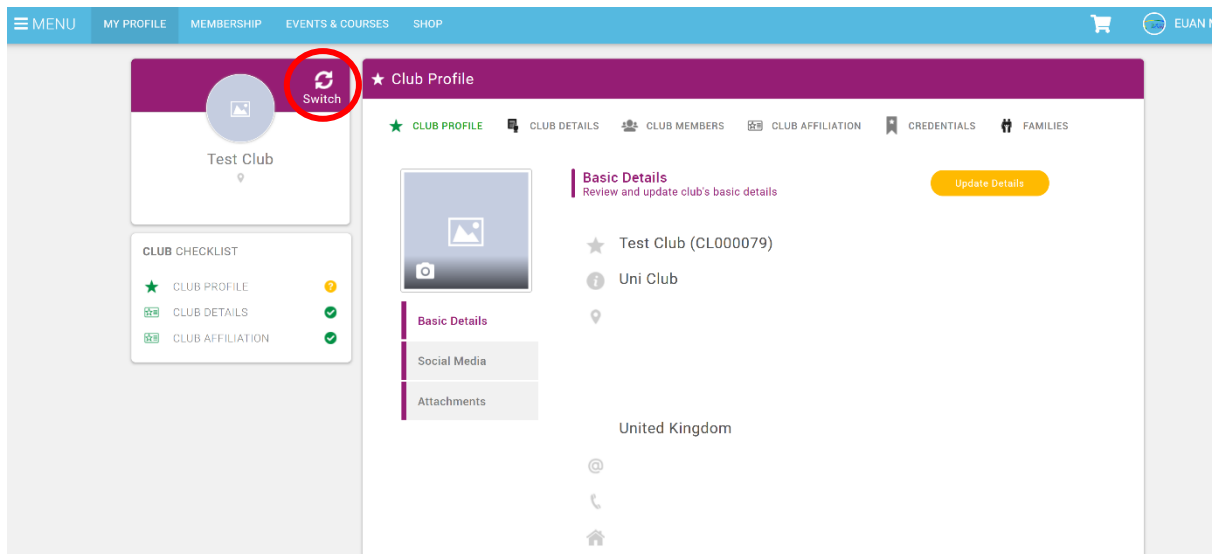 MENU MY PROFILE MEMBERSHIP EVENTS & COURSES SHOP EUAN
Switch
Test Club
CLUB CHECKLIST
CLUB PROFILE
CLUB DETAILS
CLUB AFFILIATION
Club Profile
CLUB PROFILE CLUB DETAILS CLUB MEMBERS CLUB AFFILIATION CREDENTIALS FAMILIES
Basic Details
Social Media
Attachments
Basic Details
Review and update club's basic details
Update Details
Test Club (CL000079)
Uni Club
United Kingdom